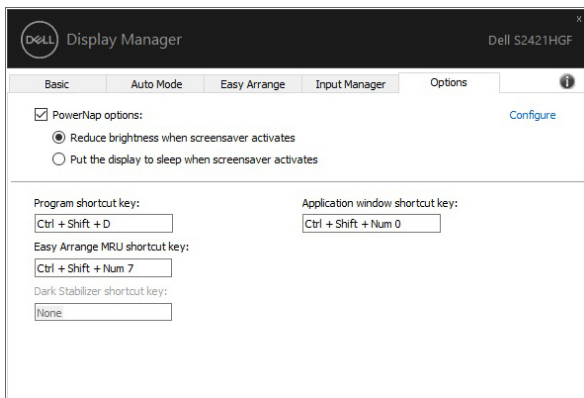 x
DELL Display Manager
Dell S2421HGF
Basic Auto Mode Easy Arrange Input Manager Options i
PowerNap options:
Configure
Reduce brightness when screensaver activates
Put the display to sleep when screensaver activates
Program shortcut key:
Application window shortcut key:
Ctrl + Shift + D
Ctrl + Shift + Num 0
Easy Arrange MRU shortcut key:
Ctrl + Shift + Num 7
Dark Stabilizer shortcut key:
None